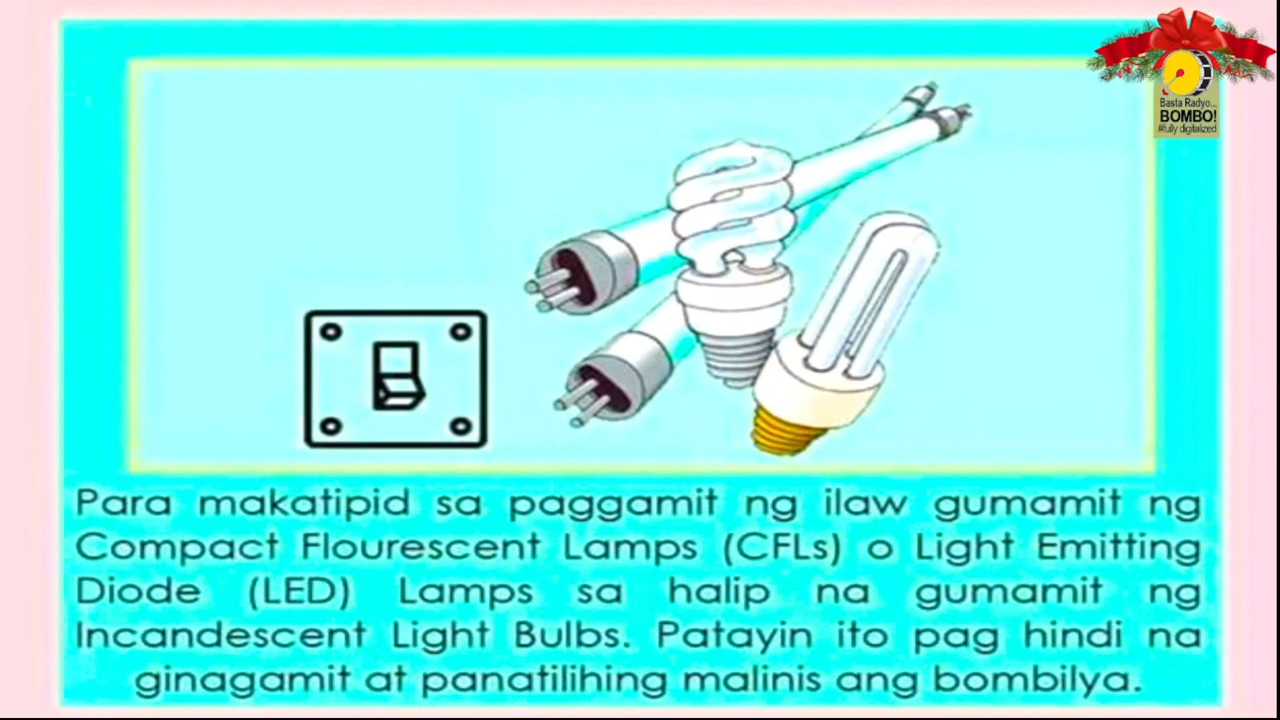 Basta Radyo...
BOMBO!
#fully digitalized
Para makatipid sa paggamit ng ilaw gumamit ng
Compact Flourescent Lamps (CFLs) o Light Emitting
Diode (LED) Lamps sa halip na gumamit ng
Incandescent Light Bulbs. Patayin ito pag hindi na
ginagamit at panatilihing malinis ang bombilya.